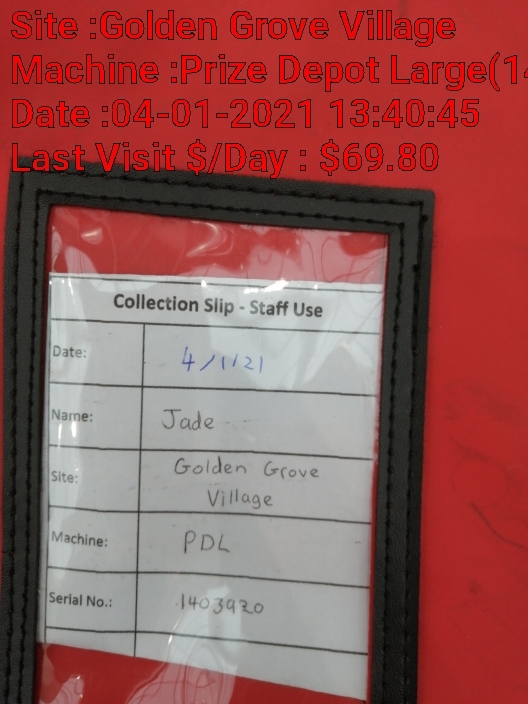 Site :Golden Grove Village
Machine :Prize Depot Large(14
Date :04-01-2021 13:40:45
Last Visit $/Day : $69.80
Collection Slip - Staff Use
Date: 4/1/21
Name: Jade
Site: Golden Grove
Village
Machine: PDL
Serial No.: 1403920